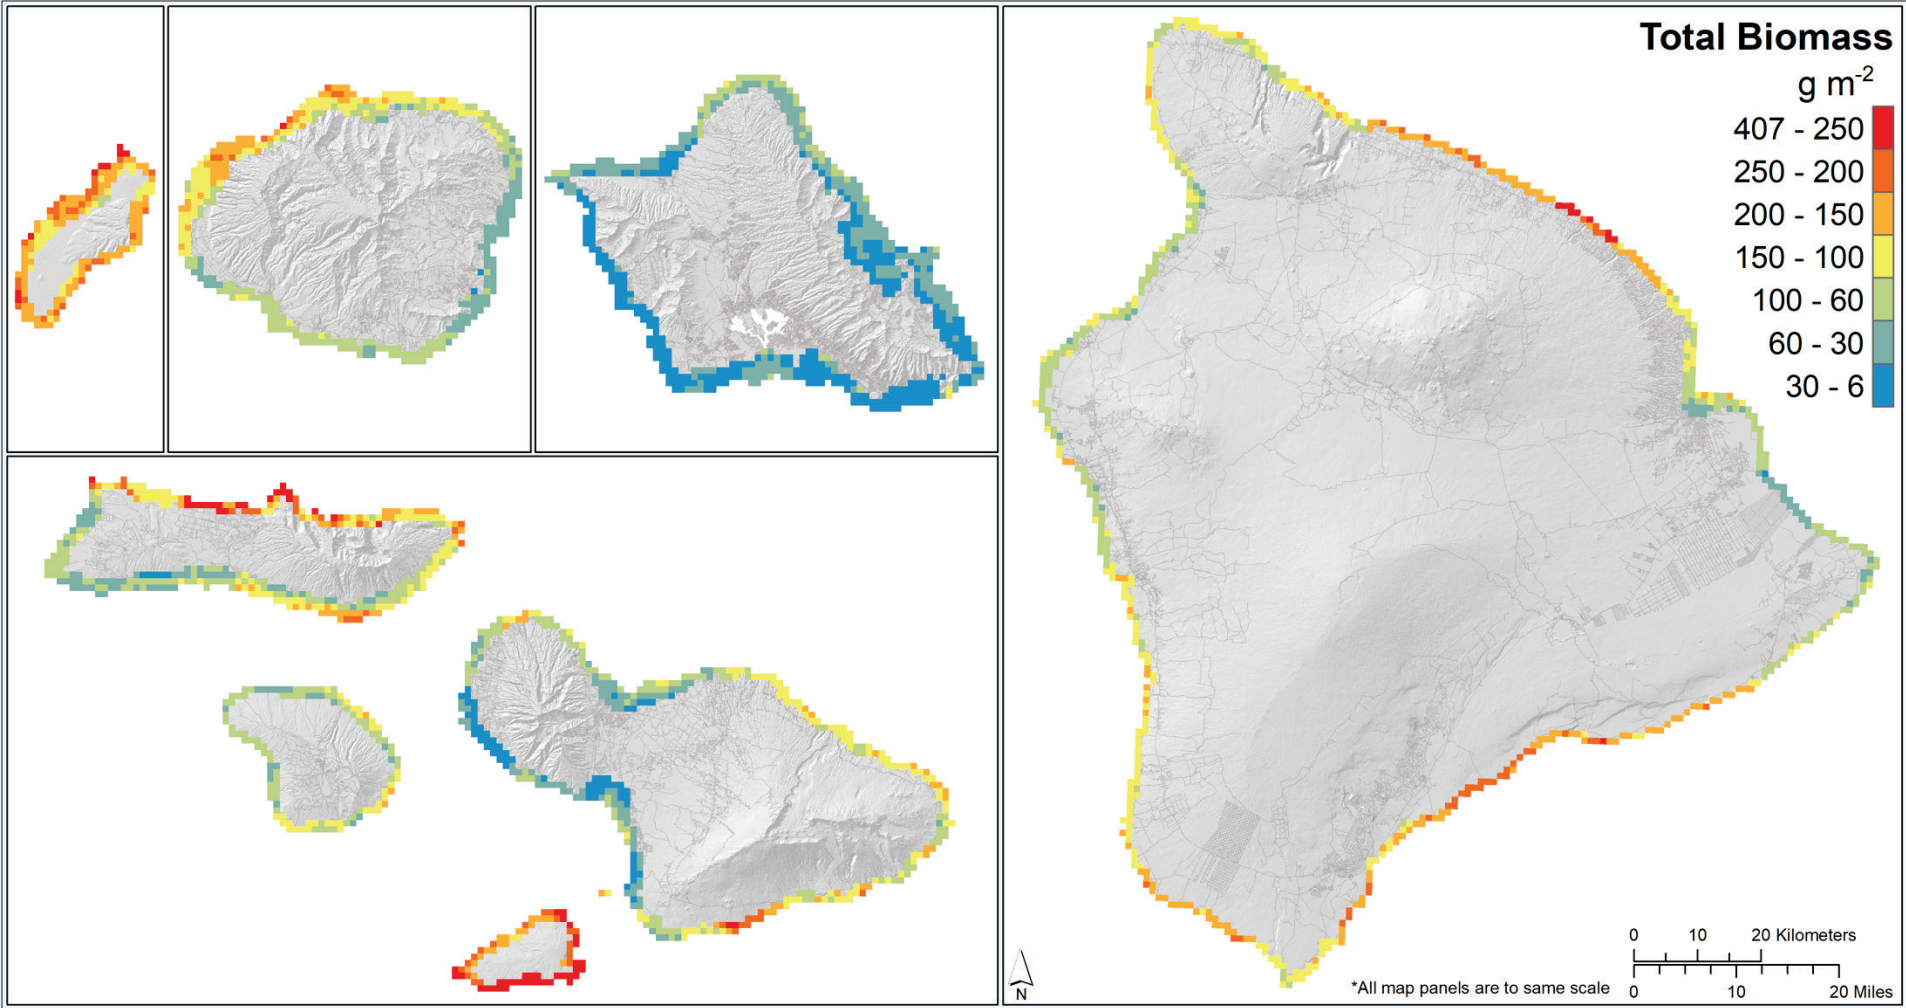 Total Biomass
g m-2
407 - 250
250 - 200
200 - 150
150 - 100
100 - 60
60 - 30
30 - 6
0 10 20 Kilometers
0 10 20 Miles
*All map panels are to same scale
N